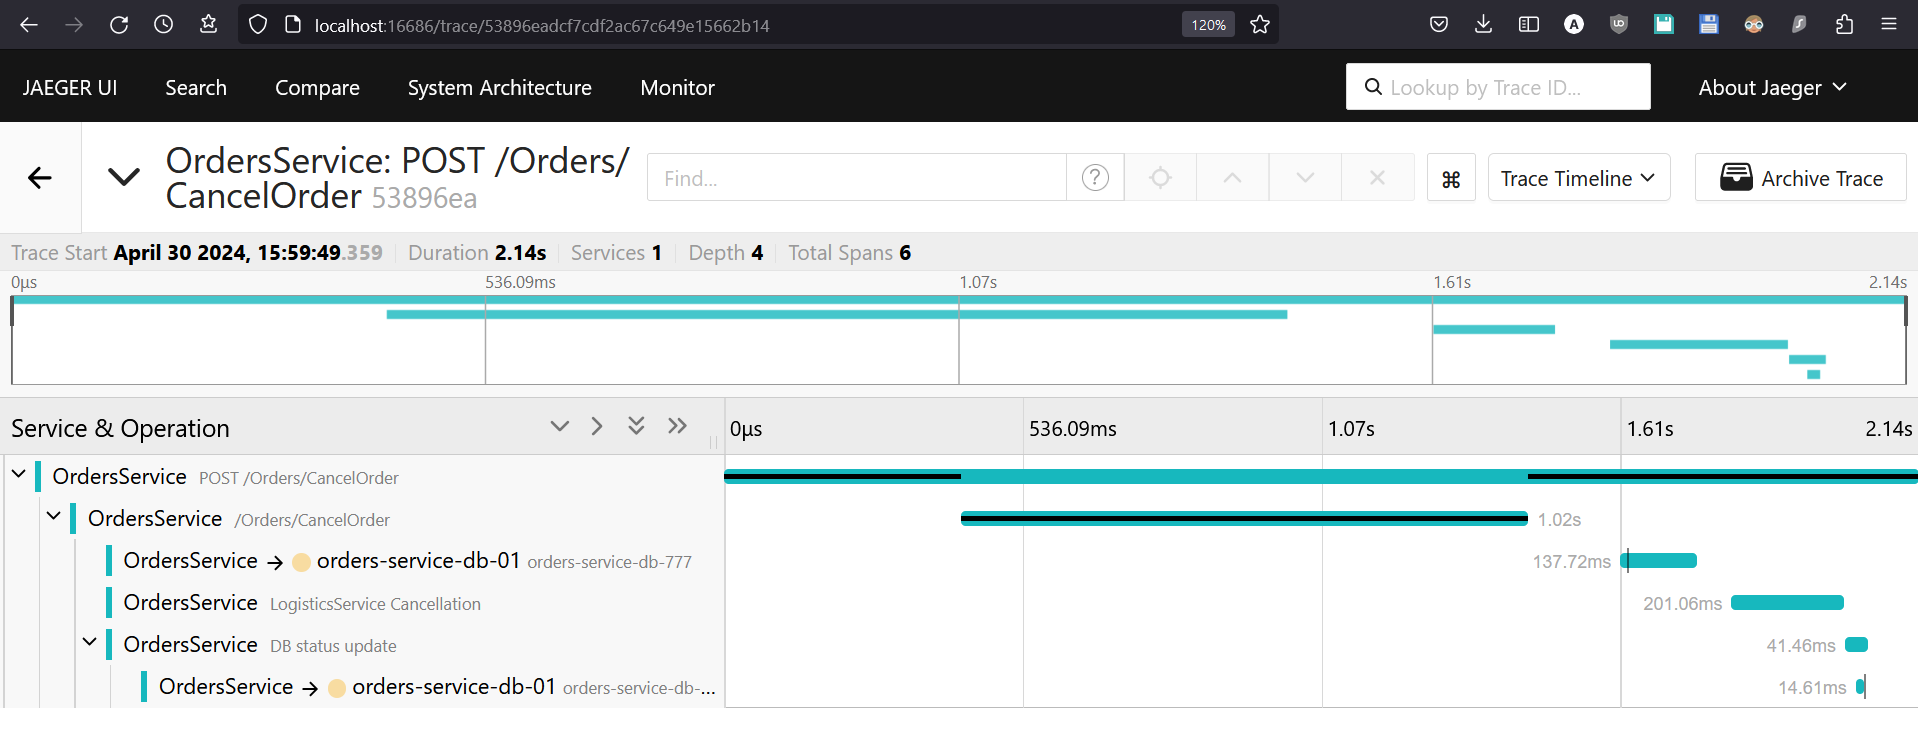 localhost:16686/trace/53896eadcf7cdf2ac67c649e15662b14 120%
JAEGER UI Search Compare System Architecture Monitor Lookup by Trace ID... About Jaeger
OrdersService: POST /Orders/
CancelOrder 53896ea
Find... Trace Timeline Archive Trace
Trace Start April 30 2024, 15:59:49.359 Duration 2.14s Services 1 Depth 4 Total Spans 6
0μs 536.09ms 1.07s 1.61s 2.14s
Service & Operation 0μs 536.09ms 1.07s 1.61s 2.14s
OrdersService POST /Orders/CancelOrder
OrdersService /Orders/CancelOrder 1.02s
OrdersService → orders-service-db-01 orders-service-db-777 137.72ms
OrdersService LogisticsService Cancellation 201.06ms
OrdersService DB status update 41.46ms
OrdersService → orders-service-db-01 orders-service-db-... 14.61ms